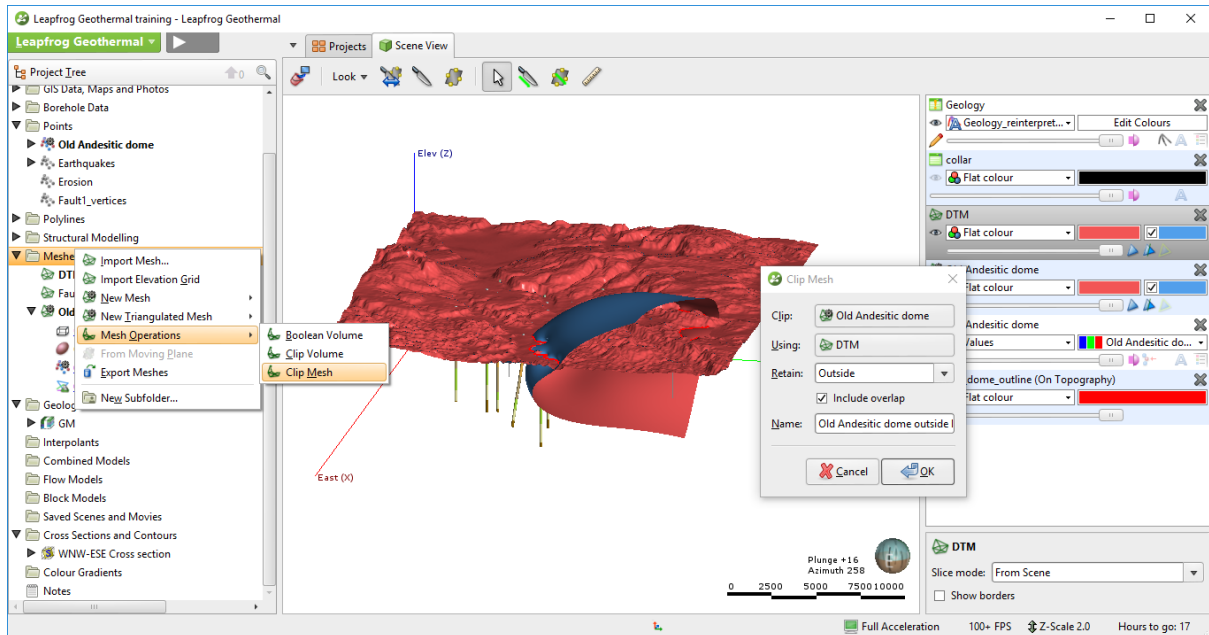 Leapfrog Geothermal training - Leapfrog Geothermal
Leapfrog Geothermal
Projects
Scene View
Project Tree
0
Look
GIS Data, Maps and Photos
Borehole Data
Points
Old Andesitic dome
Earthquakes
Erosion
Fault1_vertices
Polylines
Structural Modelling
Meshe
DT
Fau
Old
Geolog
GM
Interpolants
Combined Models
Flow Models
Block Models
Saved Scenes and Movies
Cross Sections and Contours
WNW-ESE Cross section
Colour Gradients
Notes
Import Mesh...
Import Elevation Grid
New Mesh
New Triangulated Mesh
Mesh Operations
From Moving Plane
Export Meshes
New Subfolder...
Boolean Volume
Clip Volume
Clip Mesh
Elev (Z)
East (X)
Plunge +16
Azimuth 258
0 2500 5000 7500 10000
Clip Mesh
Clip: Old Andesitic dome
Using: DTM
Retain: Outside
Include overlap
Name: Old Andesitic dome outside
Cancel
OK
Geology
Geology_reinterpret...
Edit Colours
collar
Flat colour
DTM
Flat colour
Andesitic dome
Flat colour
Andesitic dome
Values
Old Andesitic do...
_dome_outline (On Topography)
Flat colour
DTM
Slice mode: From Scene
Show borders
Full Acceleration 100+ FPS Z-Scale 2.0 Hours to go: 17